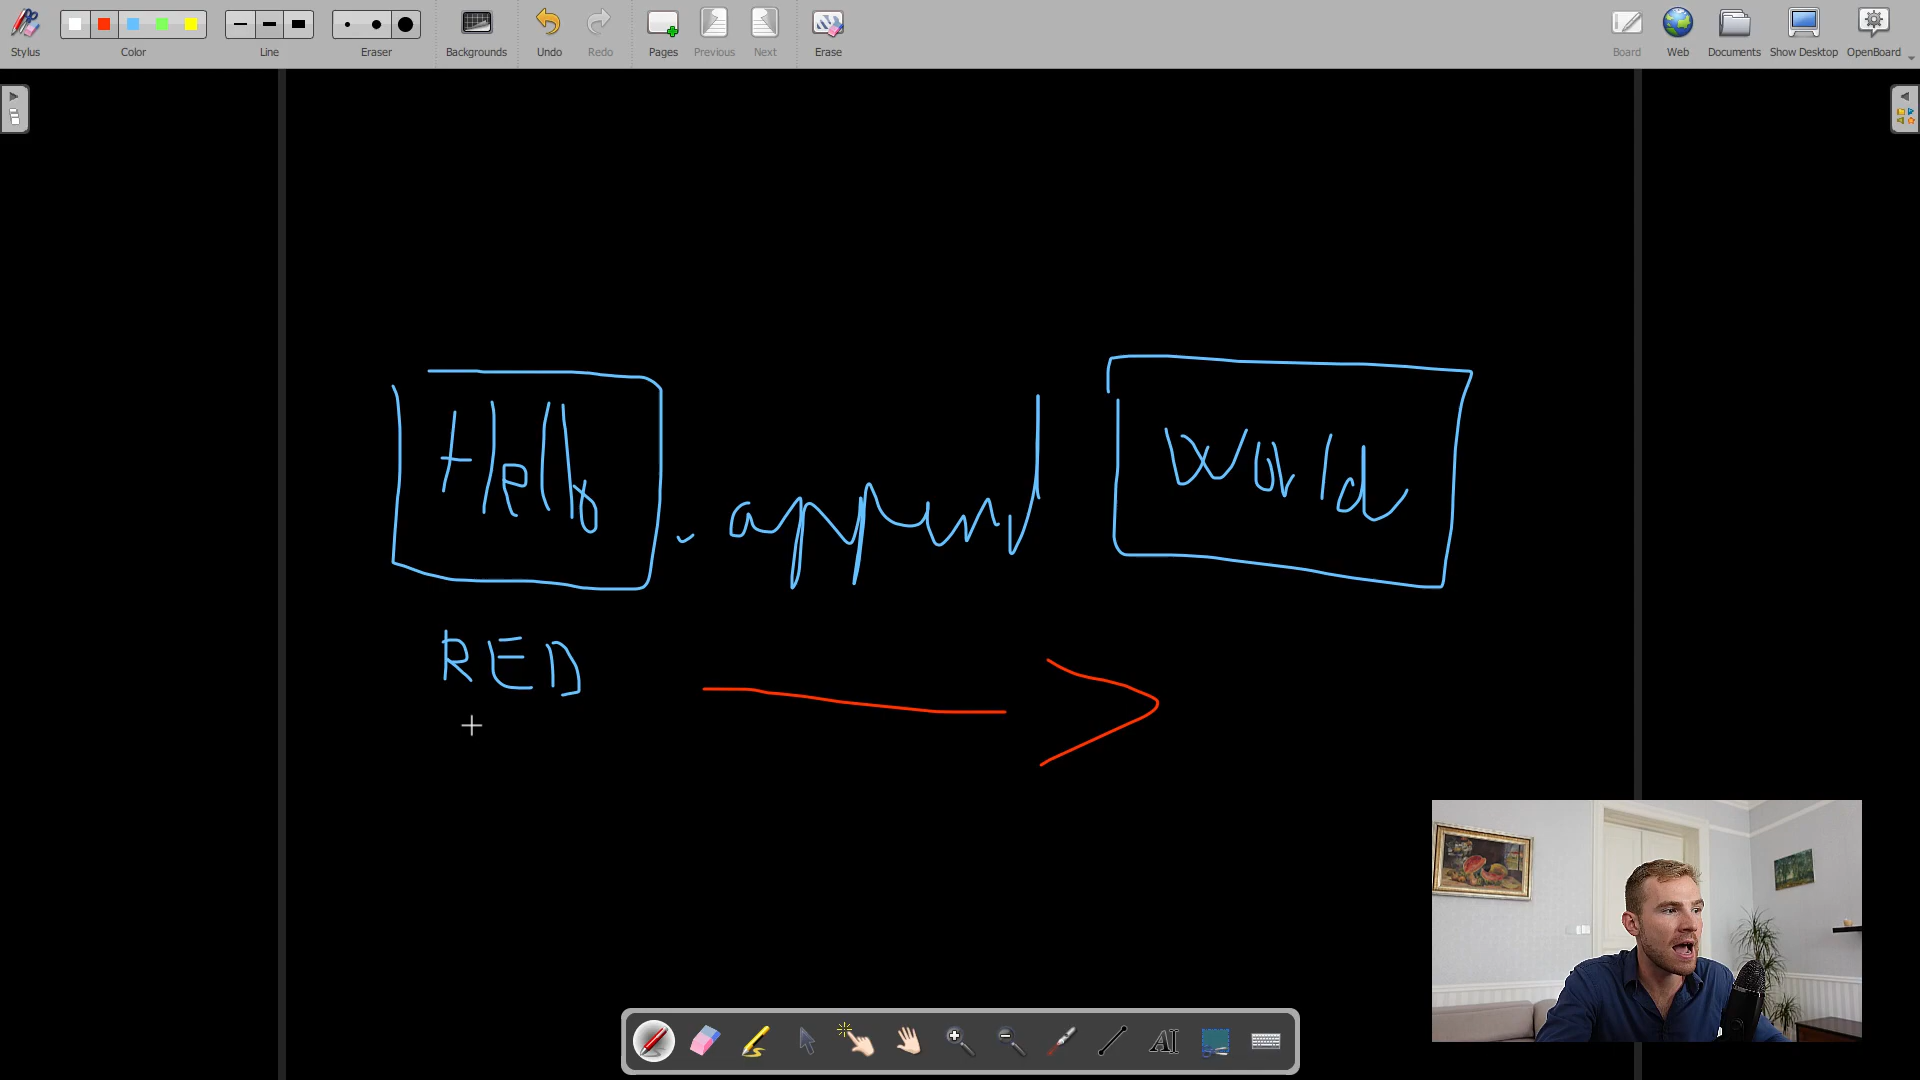 Stylus Color Line Eraser Backgrounds Undo Redo Pages Previous Next Erase Board Web Documents Show Desktop OpenBoard
Hello . append World
RED
AI